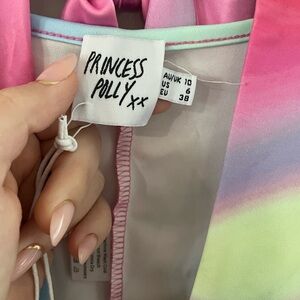 PRINCESS
POLLY xx
AU/UK 10
US 6
EU 38